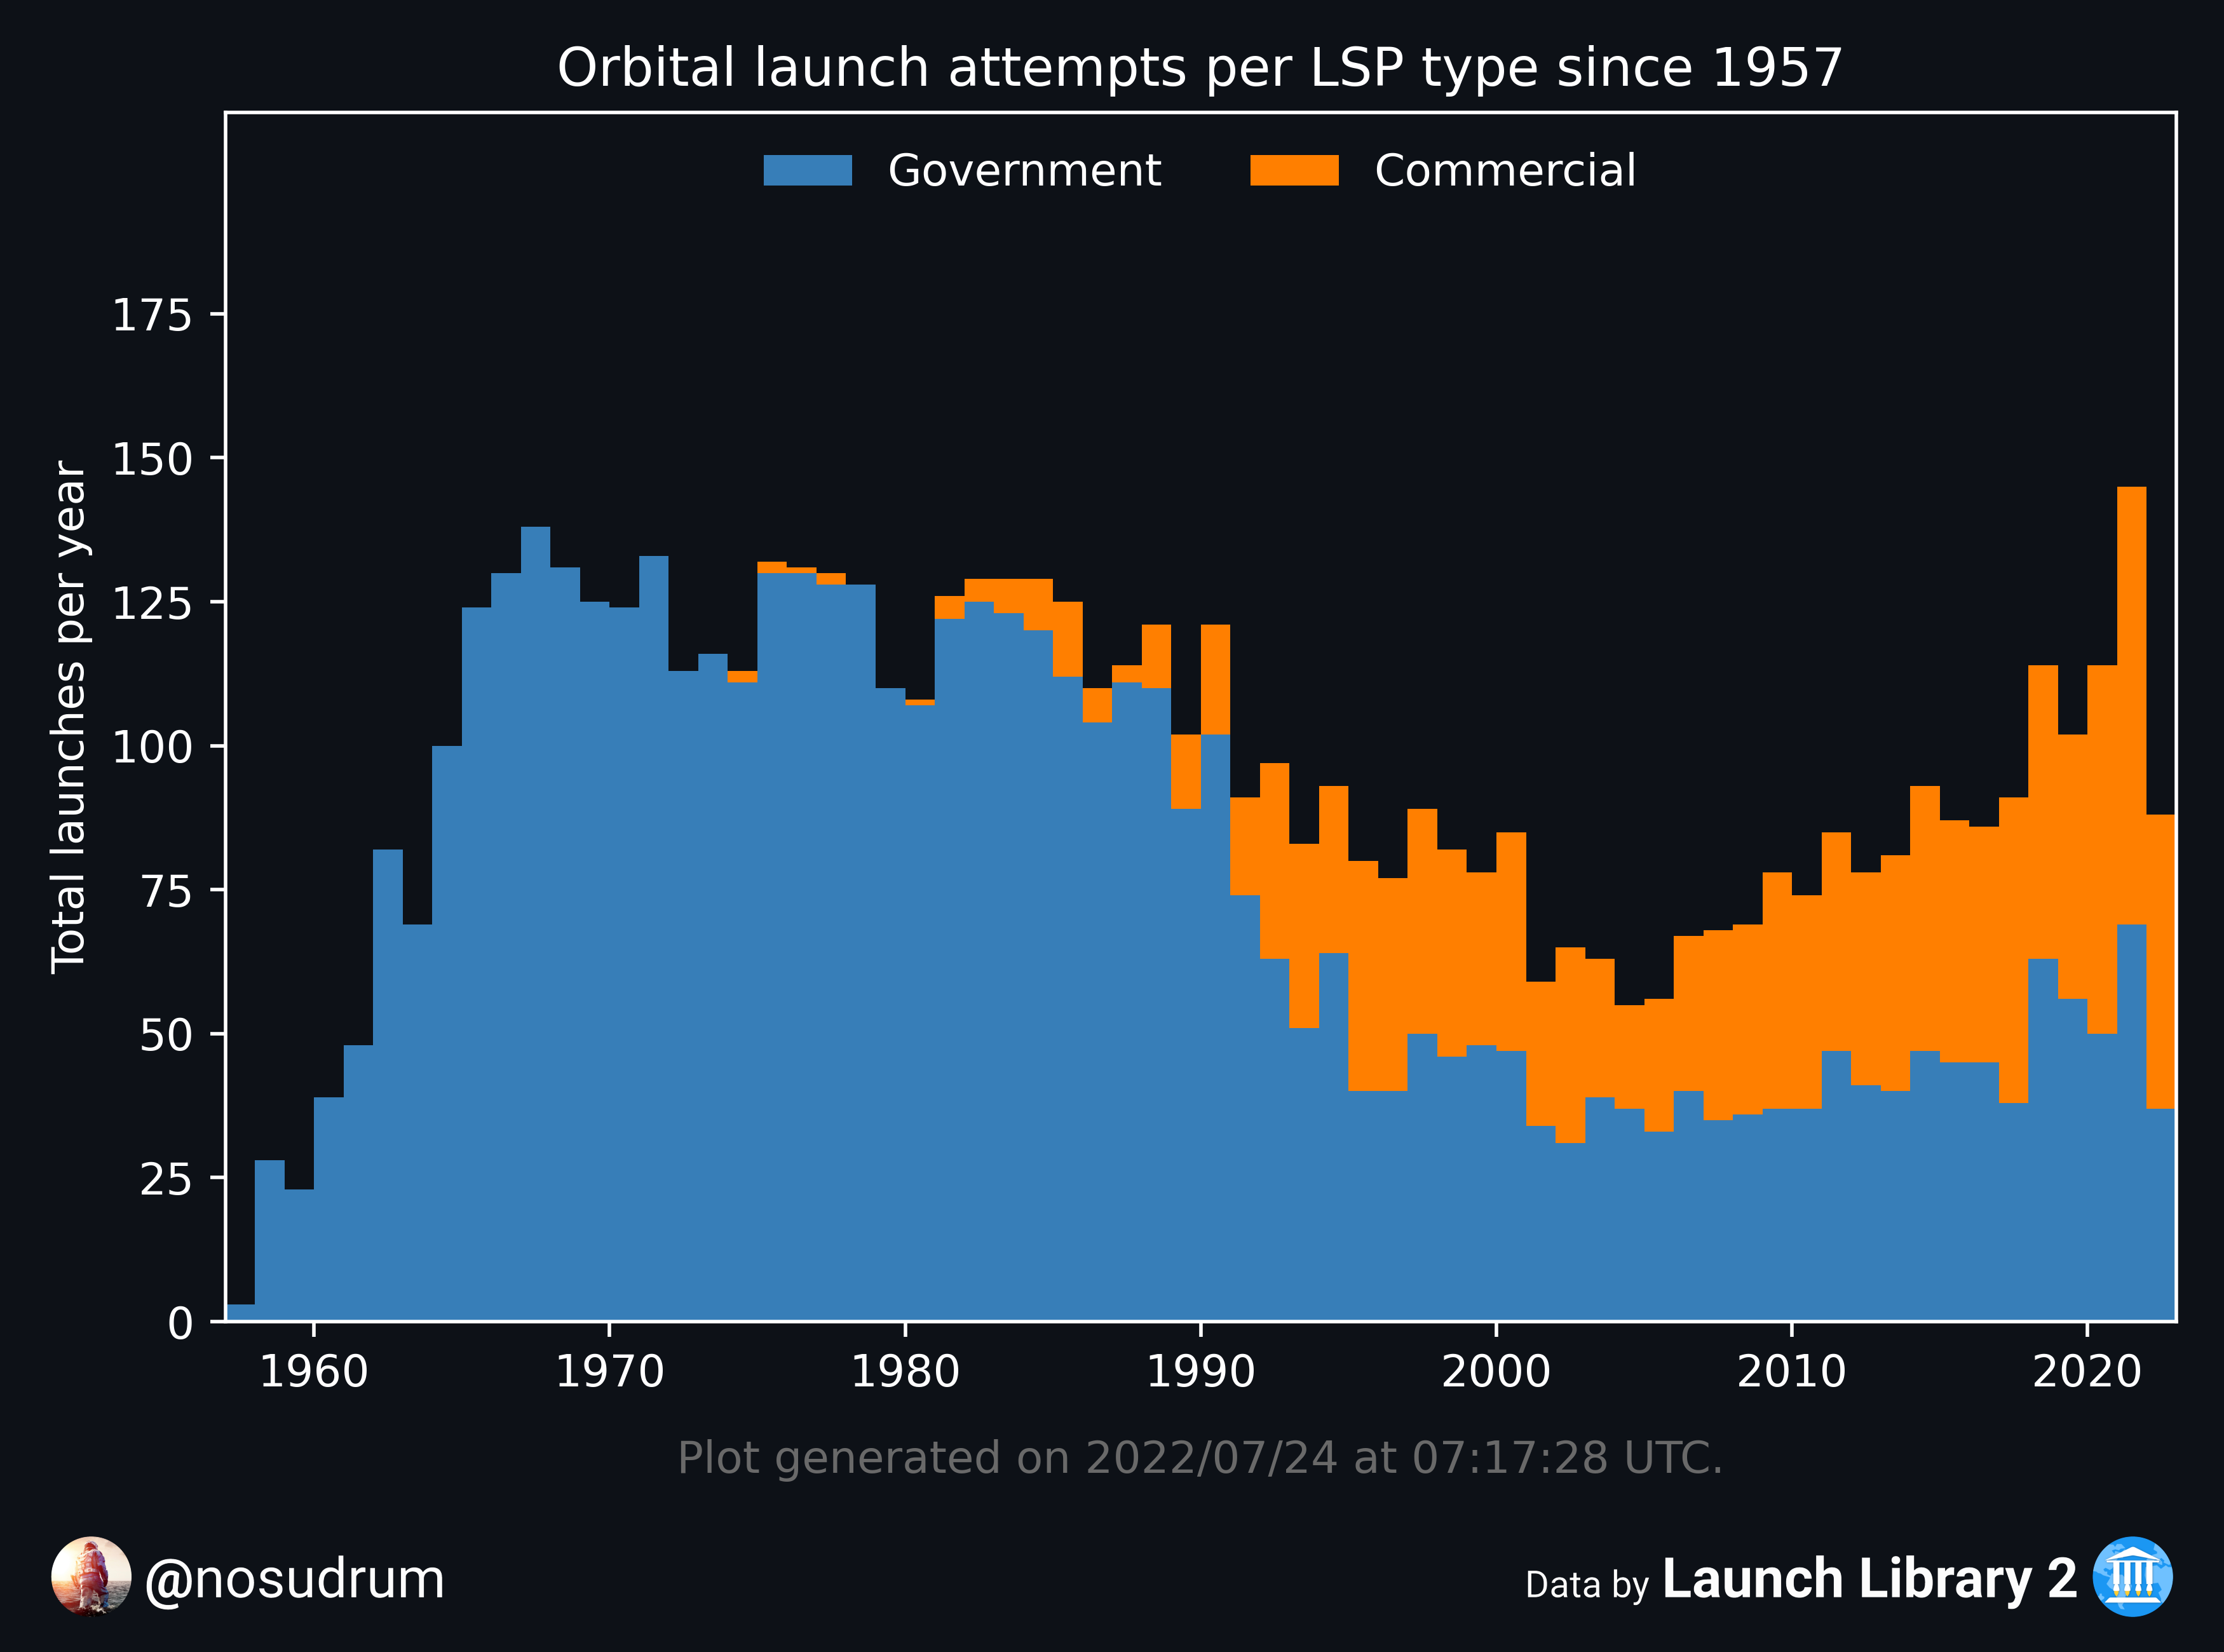 Orbital launch attempts per LSP type since 1957
Government Commercial
Total launches per year
175
150
125
100
75
50
25
0
1960 1970 1980 1990 2000 2010 2020
Plot generated on 2022/07/24 at 07:17:28 UTC.
@nosudrum
Data by Launch Library 2